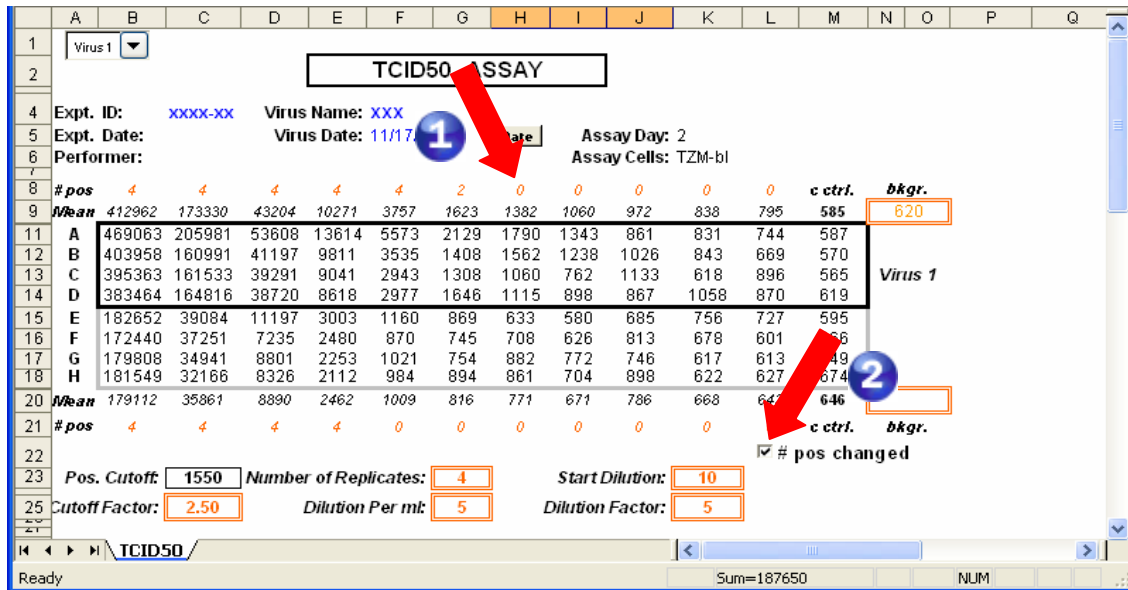 A B C D E F G H I J K L M N O P Q
1 Virus 1
2 TCID50 ASSAY
4 Expt. ID: xxxx-xx Virus Name: XXX
5 Expt. Date: Virus Date: 11/17 Assay Day: 2
6 Performer: Assay Cells: TZM-bl
7
8 # pos 4 4 4 4 4 2 0 0 0 0 0 c ctrl. bkgr.
9 Mean 412962 173330 43204 10271 3757 1623 1382 1060 972 838 795 585 620
11 A 469063 205981 53608 13614 5573 2129 1790 1343 861 831 744 587
12 B 403958 160991 41197 9811 3535 1408 1562 1238 1026 843 669 570
13 C 395363 161533 39291 9041 2943 1308 1060 762 1133 618 896 565 Virus 1
14 D 383464 164816 38720 8618 2977 1646 1115 898 867 1058 870 619
15 E 182652 39084 11197 3003 1160 869 633 580 685 756 727 595
16 F 172440 37251 7235 2480 870 745 708 626 813 678 601
17 G 179808 34941 8801 2253 1021 754 882 772 746 617 613
18 H 181549 32166 8326 2112 984 894 861 704 898 622 627 674
20 Mean 179112 35861 8890 2462 1009 816 771 671 786 668 646
21 # pos 4 4 4 4 0 0 0 0 0 0 c ctrl. bkgr.
22 # pos changed
23 Pos. Cutoff: 1550 Number of Replicates: 4 Start Dilution: 10
25 Cutoff Factor: 2.50 Dilution Per ml: 5 Dilution Factor: 5
1
2
TCID50
Ready Sum=187650 NUM